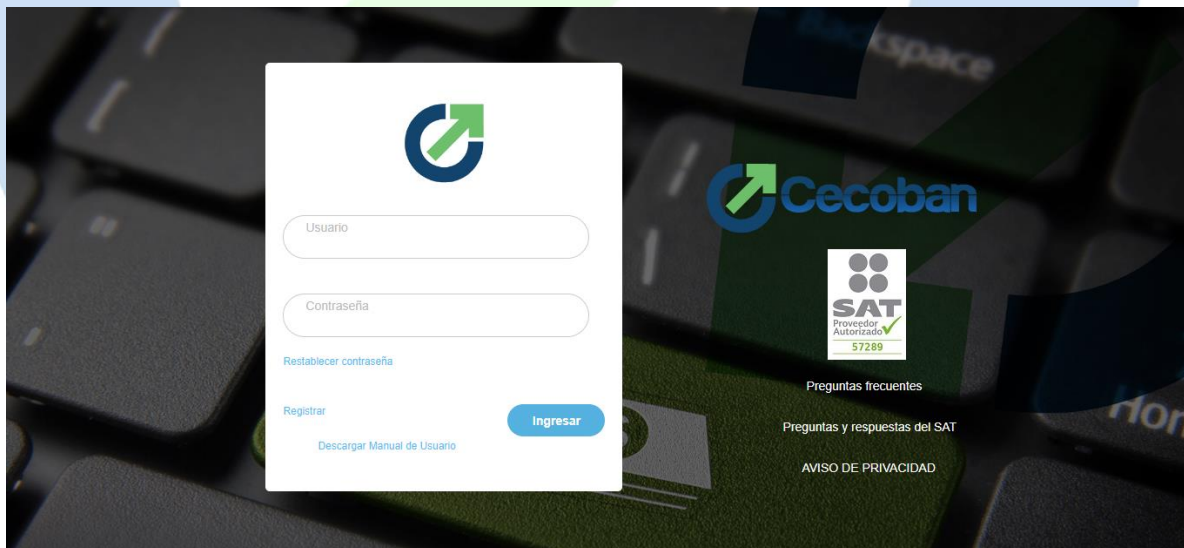 Usuario
Contraseña
Restablecer contraseña
Registrar
Ingresar
Descargar Manual de Usuario
Backspace
Cecoban
SAT
Proveedor
Autorizado
57289
Preguntas frecuentes
Preguntas y respuestas del SAT
AVISO DE PRIVACIDAD